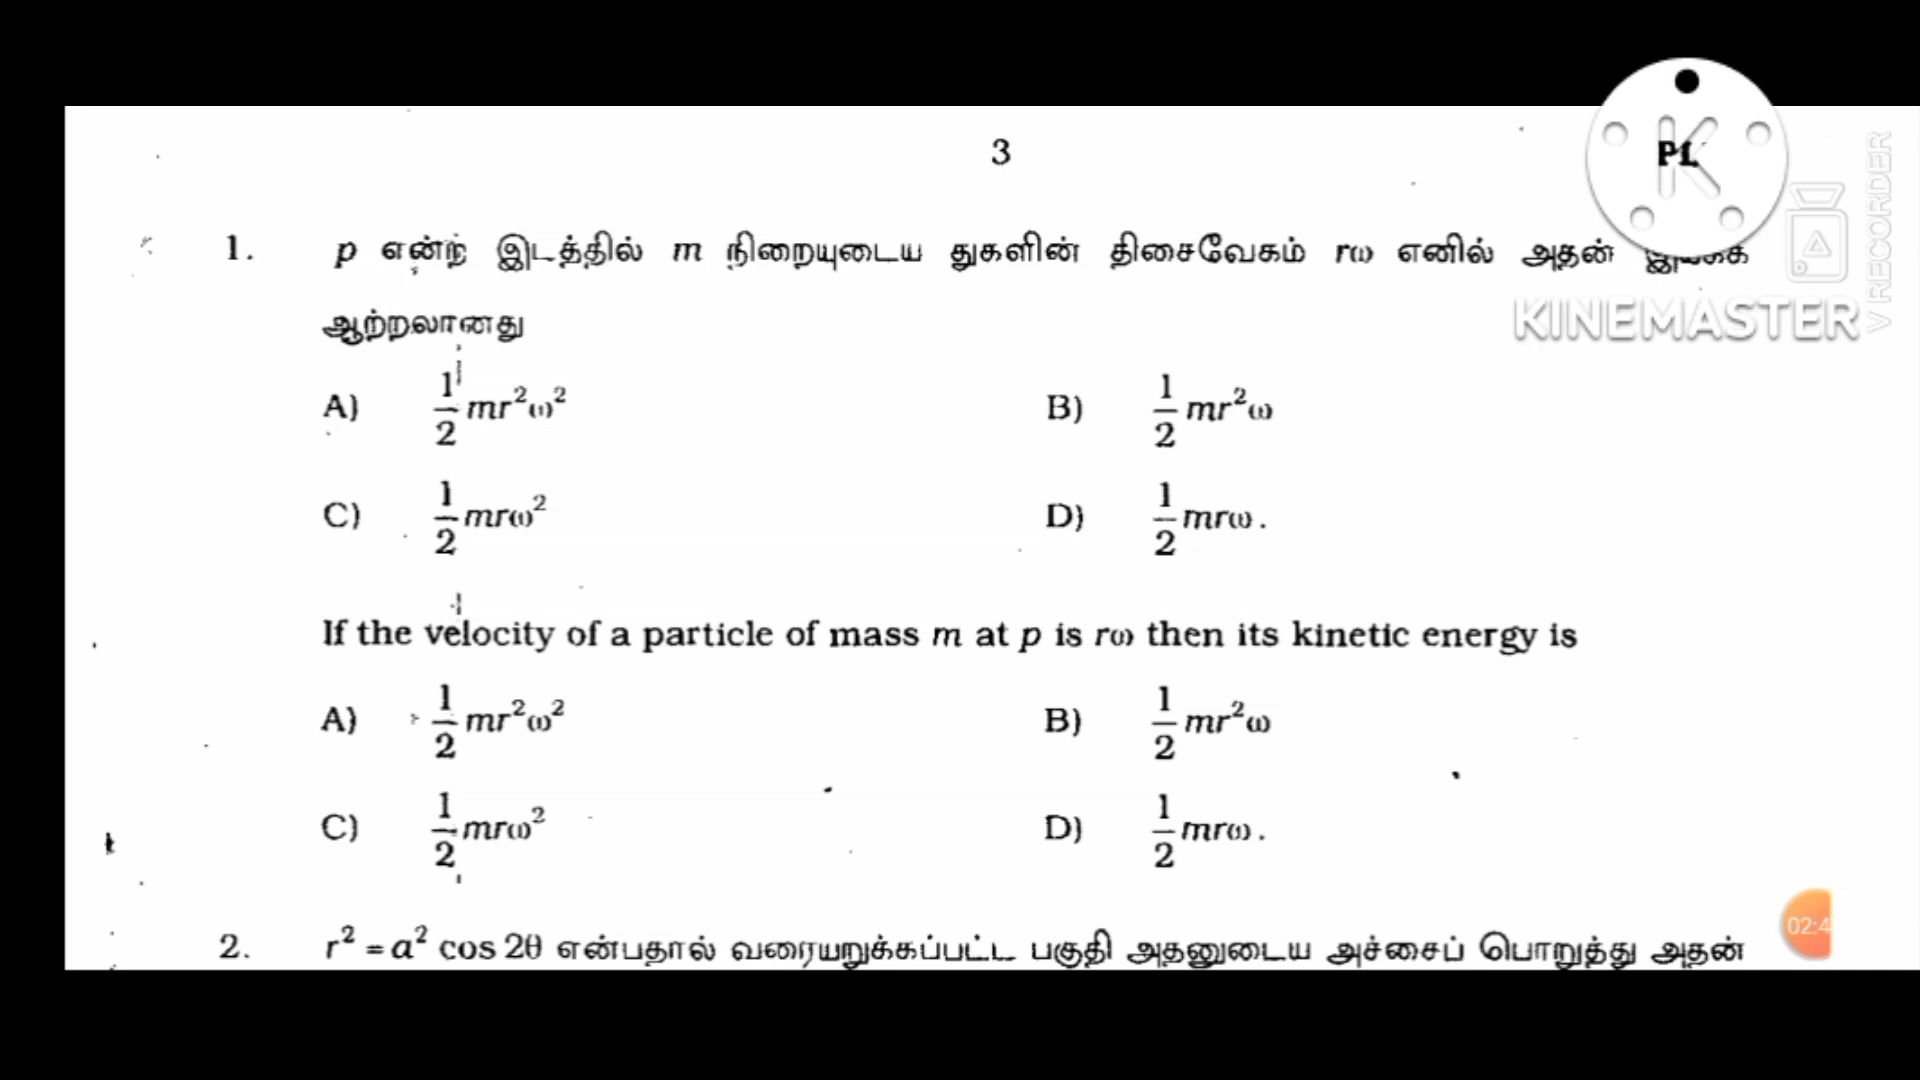 3
PL
V RECORDER
KINEMASTER
1. p என்ற இடத்தில் m நிறையுடைய துகளின் திசைவேகம் rω எனில் அதன்
ஆற்றலானது
A) 1/2 mr²ω² B) 1/2 mr²ω
C) 1/2 mrω² D) 1/2 mrω.
If the velocity of a particle of mass m at p is rω then its kinetic energy is
A) 1/2 mr²ω² B) 1/2 mr²ω
C) 1/2 mrω² D) 1/2 mrω.
2. r² = a² cos 2θ என்பதால் வரையறுக்கப்பட்ட பகுதி அதனுடைய அச்சைப் பொறுத்து அதன்
02:4